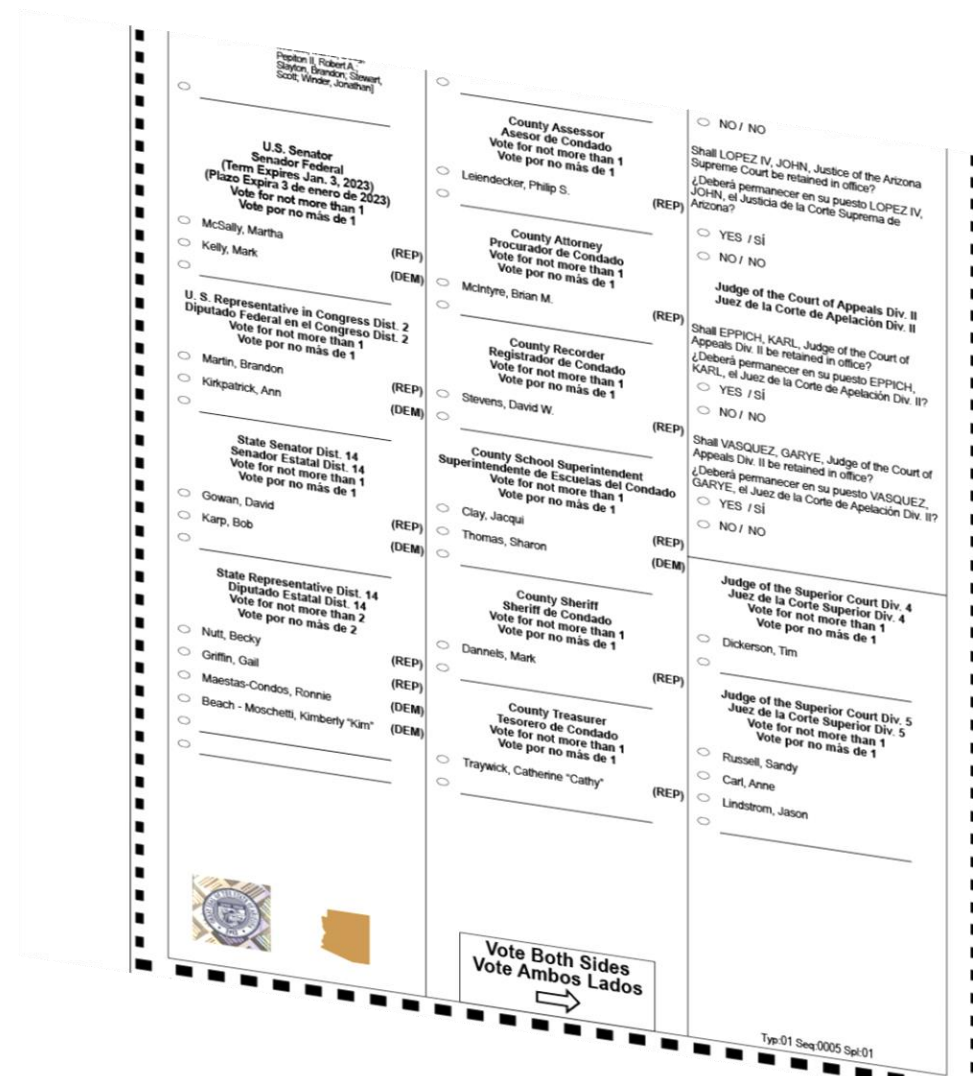 Pepiton II, Robert A.;
Slayton, Brandon; Stewart,
Scott; Winder, Jonathan]
U.S. Senator
Senador Federal
(Term Expires Jan. 3, 2023)
(Plazo Expira 3 de enero de 2023)
Vote for not more than 1
Vote por no más de 1
McSally, Martha (REP)
Kelly, Mark (DEM)
U. S. Representative in Congress Dist. 2
Diputado Federal en el Congreso Dist. 2
Vote for not more than 1
Vote por no más de 1
Martin, Brandon (REP)
Kirkpatrick, Ann (DEM)
State Senator Dist. 14
Senador Estatal Dist. 14
Vote for not more than 1
Vote por no más de 1
Gowan, David (REP)
Karp, Bob (DEM)
State Representative Dist. 14
Diputado Estatal Dist. 14
Vote for not more than 2
Vote por no más de 2
Nutt, Becky (REP)
Griffin, Gail (REP)
Maestas-Condos, Ronnie (DEM)
Beach - Moschetti, Kimberly "Kim" (DEM)
County Assessor
Asesor de Condado
Vote for not more than 1
Vote por no más de 1
Leiendecker, Philip S. (REP)
County Attorney
Procurador de Condado
Vote for not more than 1
Vote por no más de 1
McIntyre, Brian M. (REP)
County Recorder
Registrador de Condado
Vote for not more than 1
Vote por no más de 1
Stevens, David W. (REP)
County School Superintendent
Superintendente de Escuelas del Condado
Vote for not more than 1
Vote por no más de 1
Clay, Jacqui (REP)
Thomas, Sharon (DEM)
County Sheriff
Sheriff de Condado
Vote for not more than 1
Vote por no más de 1
Dannels, Mark (REP)
County Treasurer
Tesorero de Condado
Vote for not more than 1
Vote por no más de 1
Traywick, Catherine "Cathy" (REP)
Vote Both Sides
Vote Ambos Lados
NO / NO
Shall LOPEZ IV, JOHN, Justice of the Arizona
Supreme Court be retained in office?
¿Deberá permanecer en su puesto LOPEZ IV,
JOHN, el Justicia de la Corte Suprema de
Arizona?
YES / SÍ
NO / NO
Judge of the Court of Appeals Div. II
Juez de la Corte de Apelación Div. II
Shall EPPICH, KARL, Judge of the Court of
Appeals Div. II be retained in office?
¿Deberá permanecer en su puesto EPPICH,
KARL, el Juez de la Corte de Apelación Div. II?
YES / SÍ
NO / NO
Shall VASQUEZ, GARYE, Judge of the Court of
Appeals Div. II be retained in office?
¿Deberá permanecer en su puesto VASQUEZ,
GARYE, el Juez de la Corte de Apelación Div. II?
YES / SÍ
NO / NO
Judge of the Superior Court Div. 4
Juez de la Corte Superior Div. 4
Vote for not more than 1
Vote por no más de 1
Dickerson, Tim
Judge of the Superior Court Div. 5
Juez de la Corte Superior Div. 5
Vote for not more than 1
Vote por no más de 1
Russell, Sandy
Carl, Anne
Lindstrom, Jason
Typ:01 Seq:0005 Spl:01